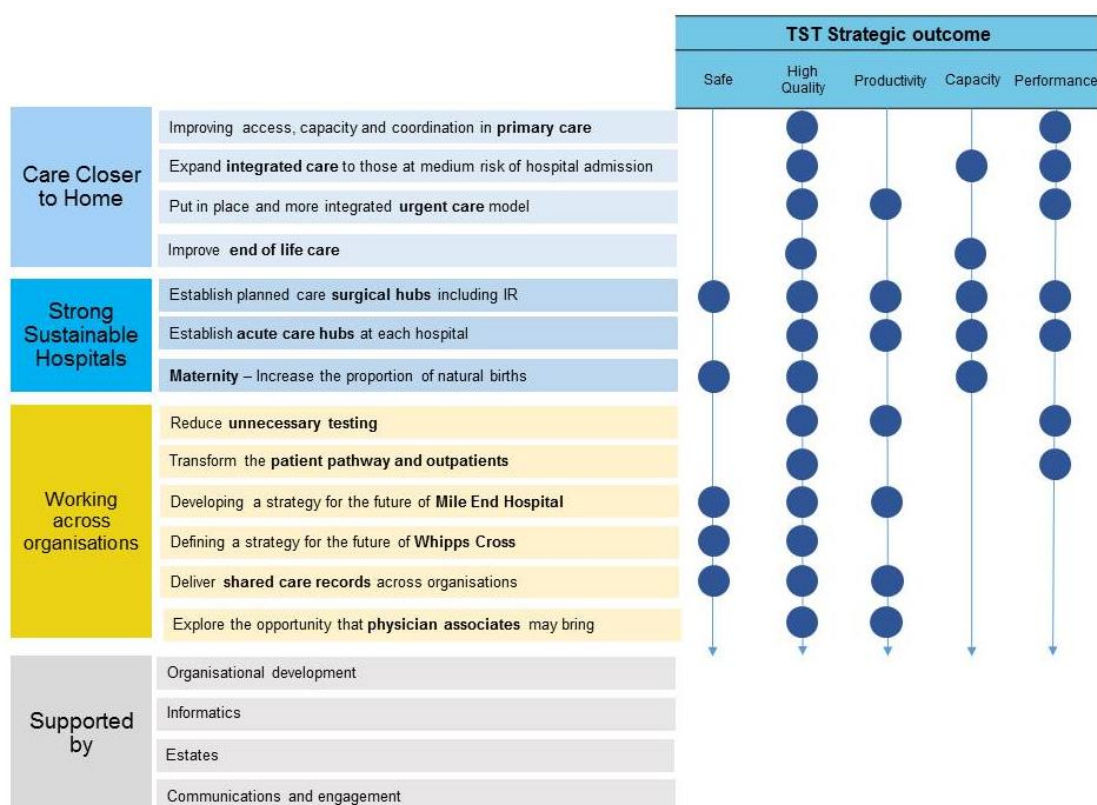 TST Strategic outcome
Safe
High
Quality
Productivity
Capacity
Performance
Care Closer
to Home
Improving access, capacity and coordination in primary care
Expand integrated care to those at medium risk of hospital admission
Put in place and more integrated urgent care model
Improve end of life care
Strong
Sustainable
Hospitals
Establish planned care surgical hubs including IR
Establish acute care hubs at each hospital
Maternity – Increase the proportion of natural births
Working
across
organisations
Reduce unnecessary testing
Transform the patient pathway and outpatients
Developing a strategy for the future of Mile End Hospital
Defining a strategy for the future of Whipps Cross
Deliver shared care records across organisations
Explore the opportunity that physician associates may bring
Supported
by
Organisational development
Informatics
Estates
Communications and engagement